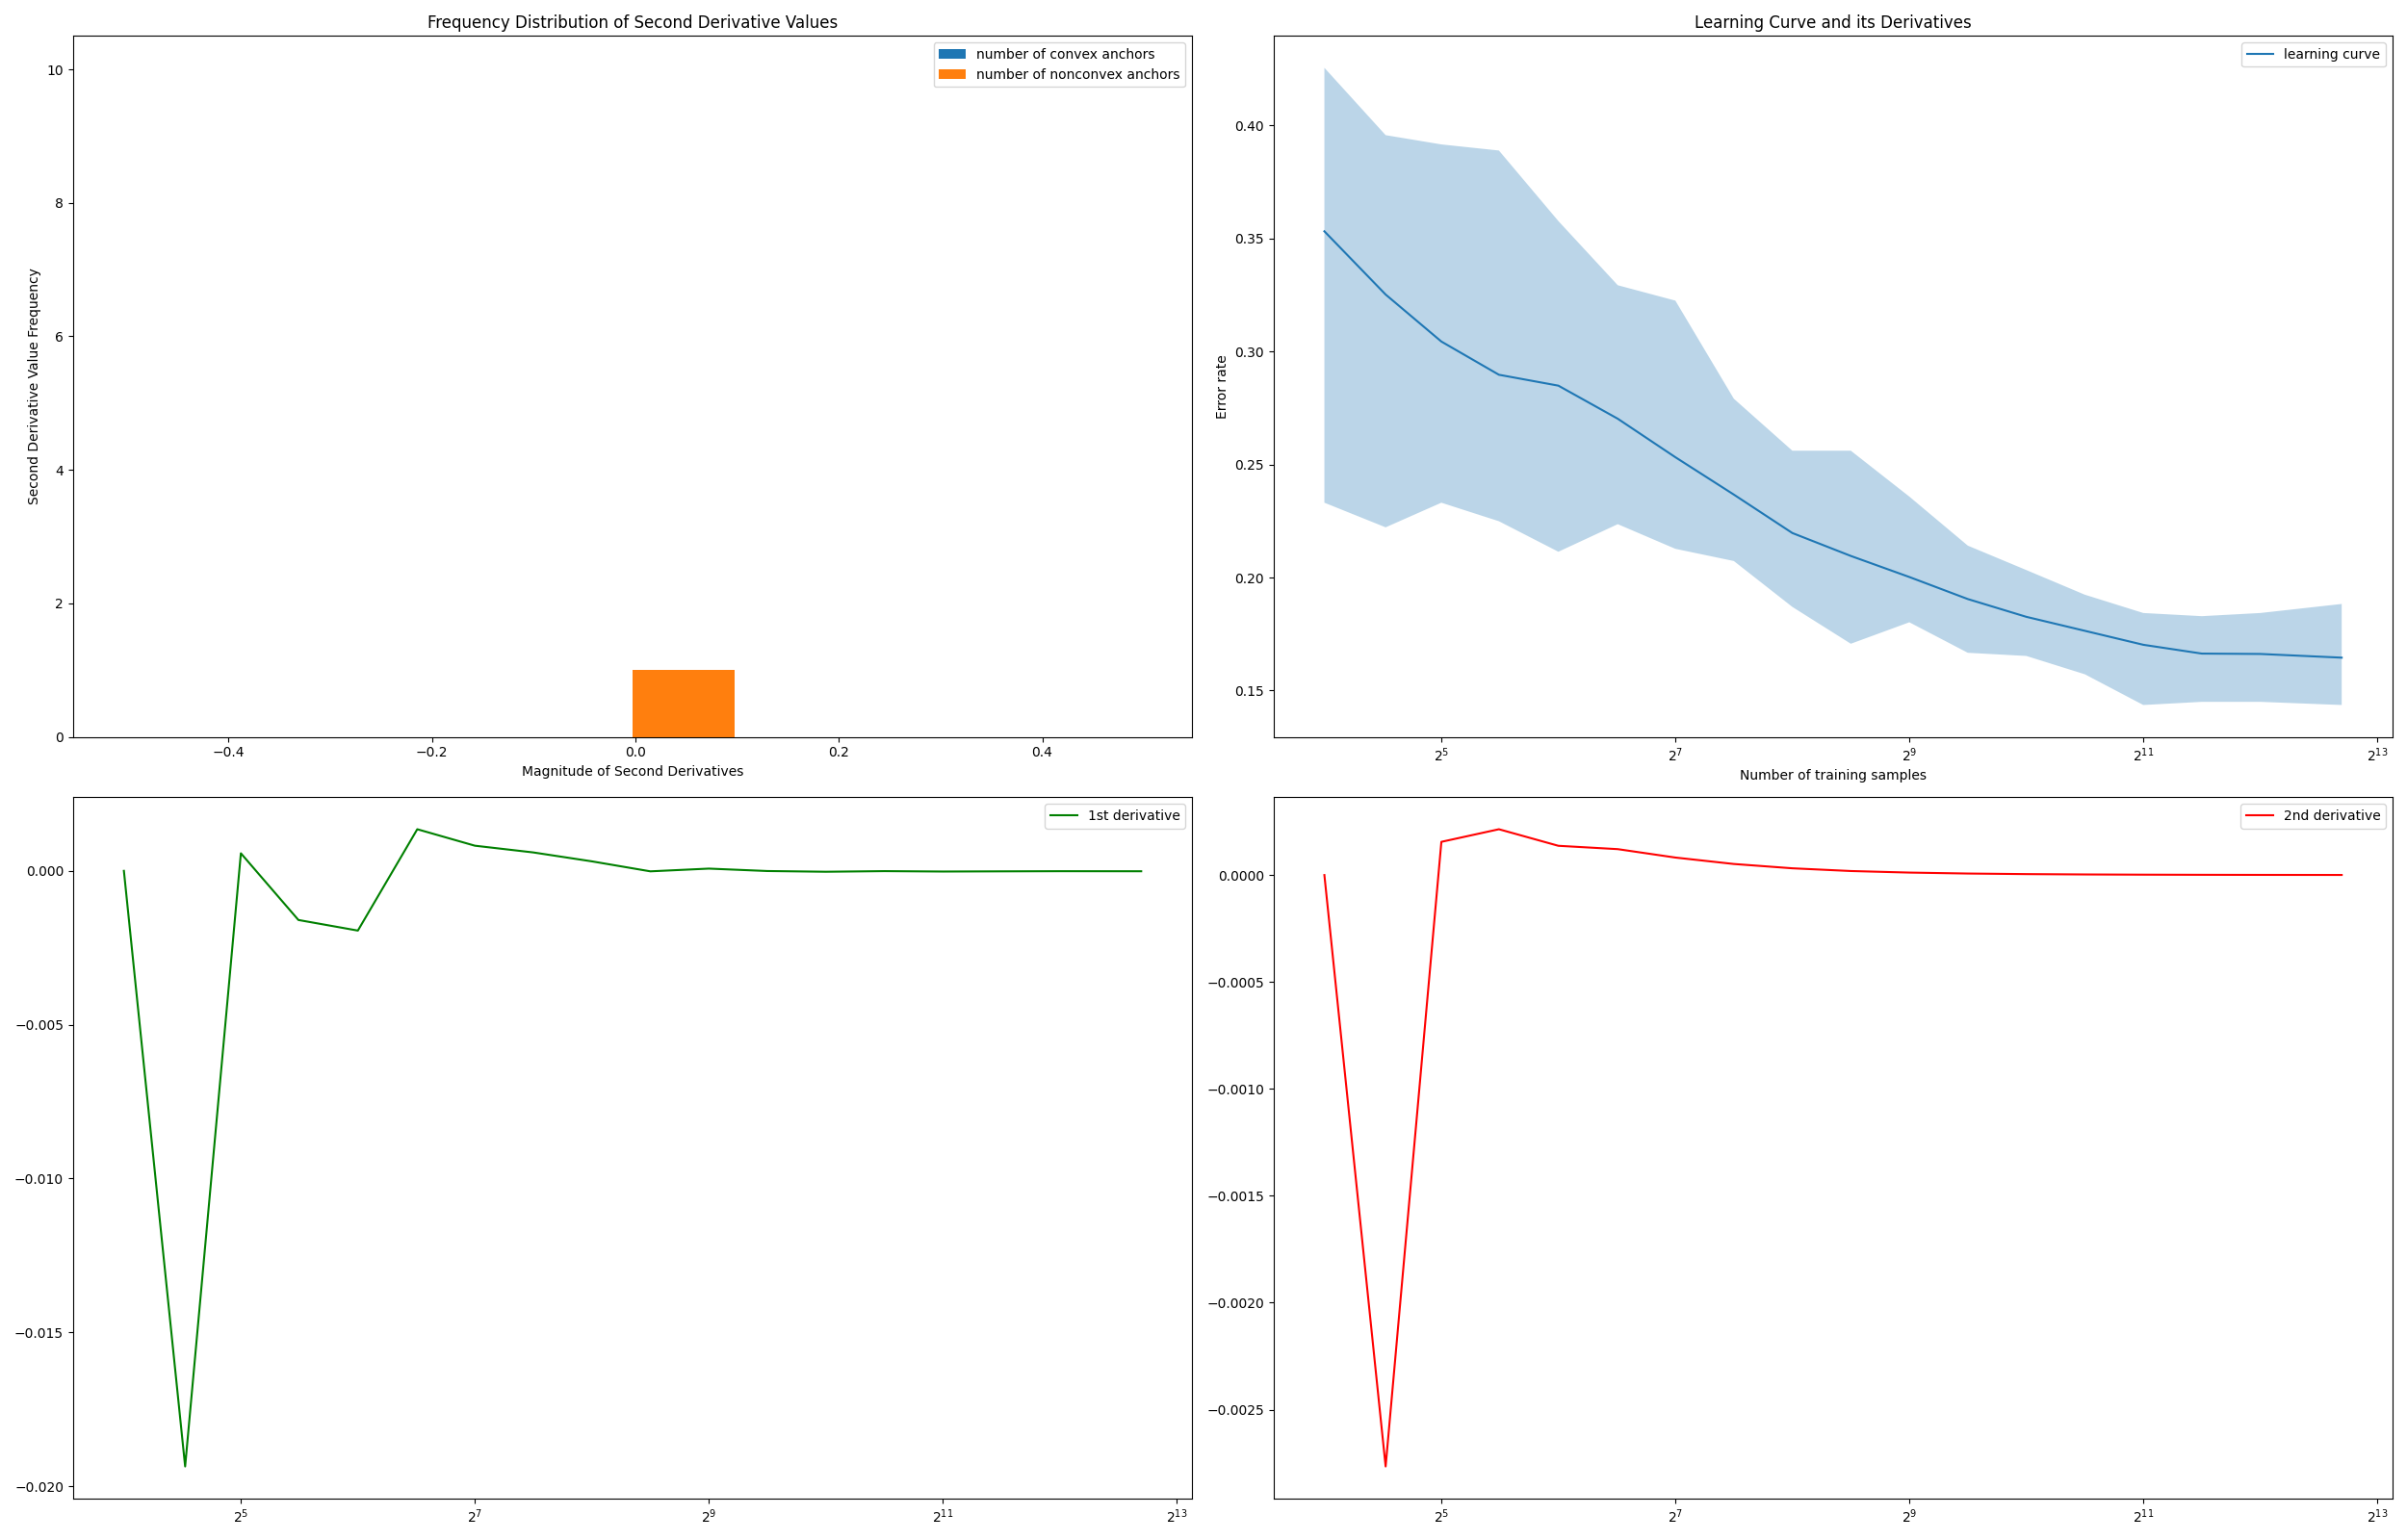 Frequency Distribution of Second Derivative Values
number of convex anchors
number of nonconvex anchors
10
8
6
4
2
0
Second Derivative Value Frequency
−0.4 −0.2 0.0 0.2 0.4
Magnitude of Second Derivatives
Learning Curve and its Derivatives
learning curve
0.40
0.35
0.30
0.25
0.20
0.15
Error rate
2^5 2^7 2^9 2^11 2^13
Number of training samples
1st derivative
0.000
−0.005
−0.010
−0.015
−0.020
2^5 2^7 2^9 2^11 2^13
2nd derivative
0.0000
−0.0005
−0.0010
−0.0015
−0.0020
−0.0025
2^5 2^7 2^9 2^11 2^13